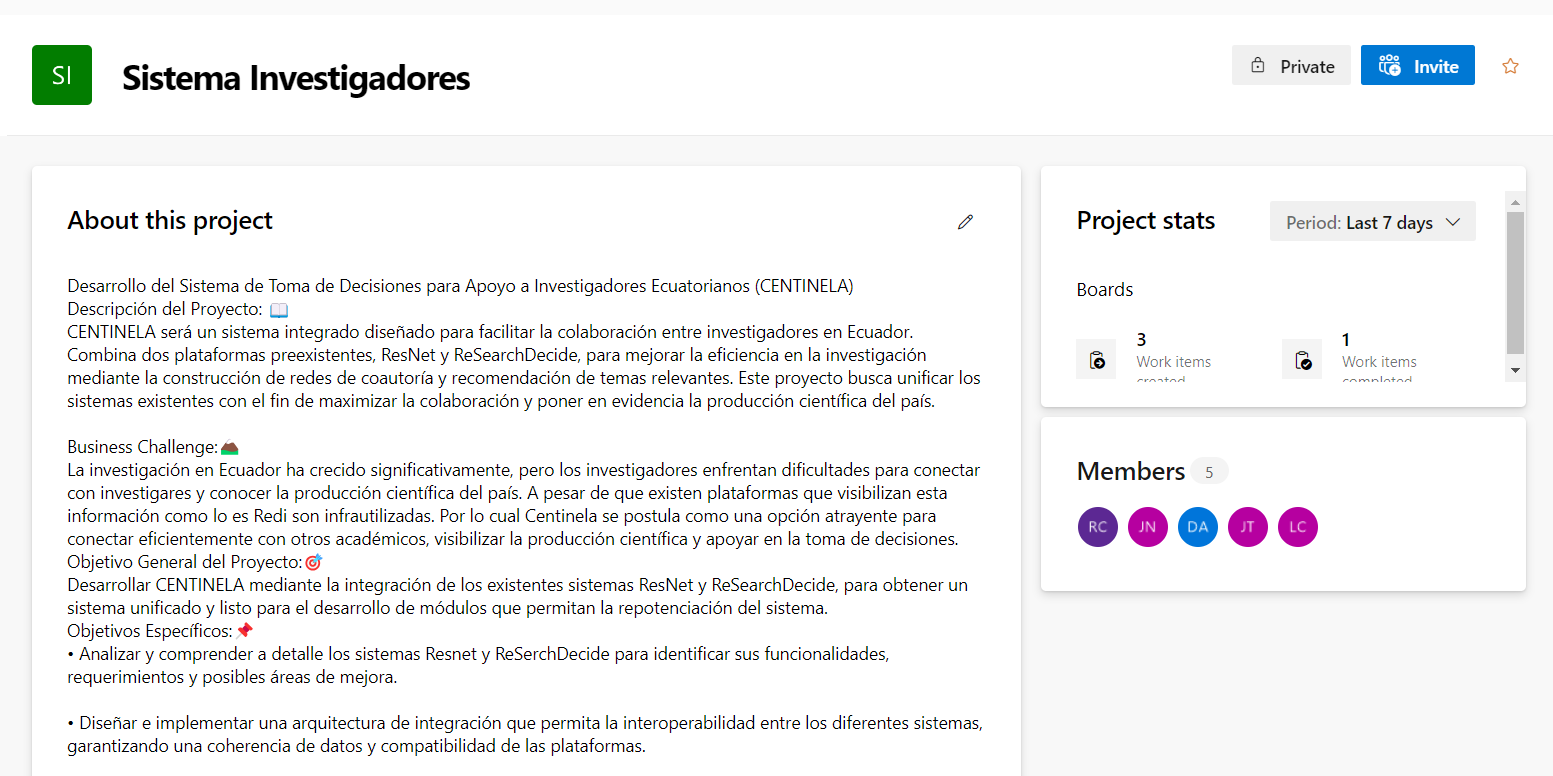 SI
Sistema Investigadores
Private
Invite
About this project
Desarrollo del Sistema de Toma de Decisiones para Apoyo a Investigadores Ecuatorianos (CENTINELA)
Descripción del Proyecto: 📖
CENTINELA será un sistema integrado diseñado para facilitar la colaboración entre investigadores en Ecuador.
Combina dos plataformas preexistentes, ResNet y ReSearchDecide, para mejorar la eficiencia en la investigación
mediante la construcción de redes de coautoría y recomendación de temas relevantes. Este proyecto busca unificar los
sistemas existentes con el fin de maximizar la colaboración y poner en evidencia la producción científica del país.
Business Challenge:⛰️
La investigación en Ecuador ha crecido significativamente, pero los investigadores enfrentan dificultades para conectar
con investigares y conocer la producción científica del país. A pesar de que existen plataformas que visibilizan esta
información como lo es Redi son infrautilizadas. Por lo cual Centinela se postula como una opción atrayente para
conectar eficientemente con otros académicos, visibilizar la producción científica y apoyar en la toma de decisiones.
Objetivo General del Proyecto:🎯
Desarrollar CENTINELA mediante la integración de los existentes sistemas ResNet y ReSearchDecide, para obtener un
sistema unificado y listo para el desarrollo de módulos que permitan la repotenciación del sistema.
Objetivos Específicos:📌
• Analizar y comprender a detalle los sistemas Resnet y ReSerchDecide para identificar sus funcionalidades,
requerimientos y posibles áreas de mejora.
• Diseñar e implementar una arquitectura de integración que permita la interoperabilidad entre los diferentes sistemas,
garantizando una coherencia de datos y compatibilidad de las plataformas.
Project stats
Period: Last 7 days
Boards
3
Work items
created
1
Work items
completed
Members 5
RC JN DA JT LC